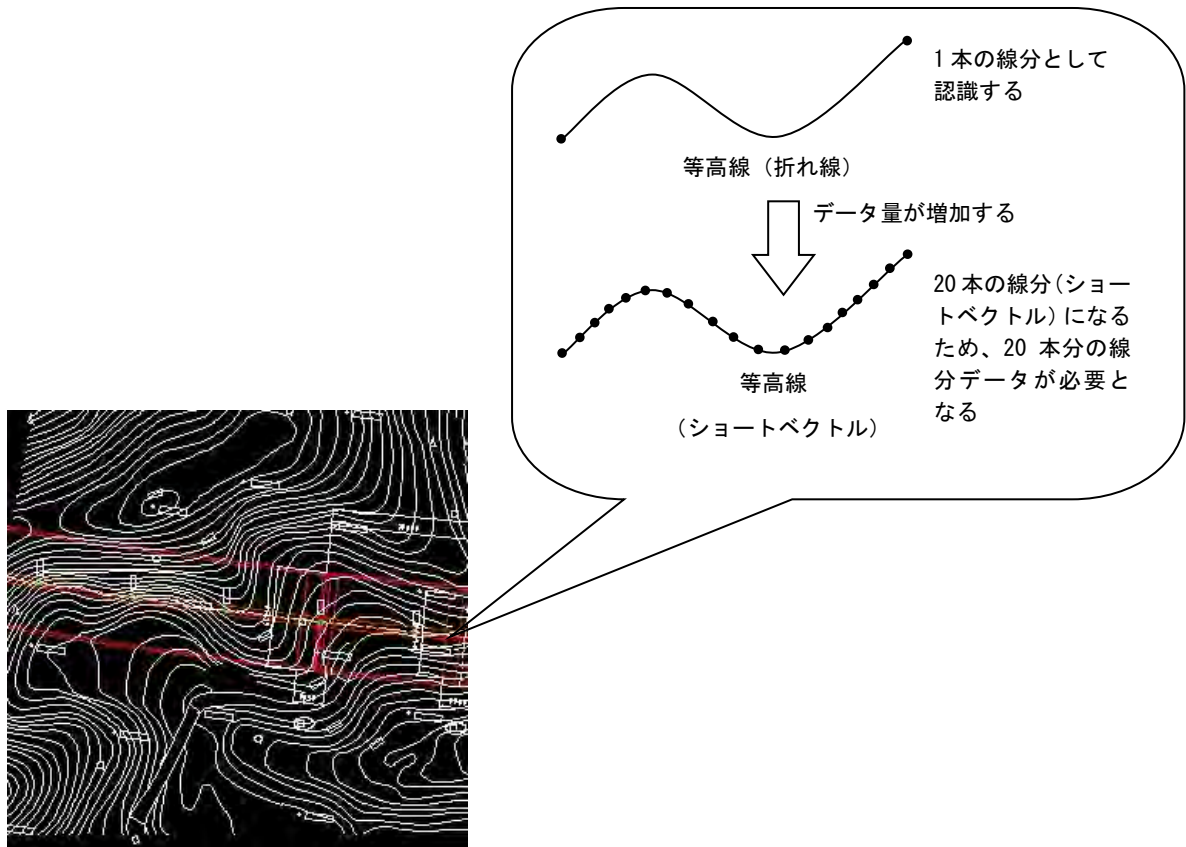 1本の線分として
認識する
等高線（折れ線）
データ量が増加する
20本の線分（ショー
トベクトル）になる
ため、20 本分の線
分データが必要と
なる
等高線
（ショートベクトル）